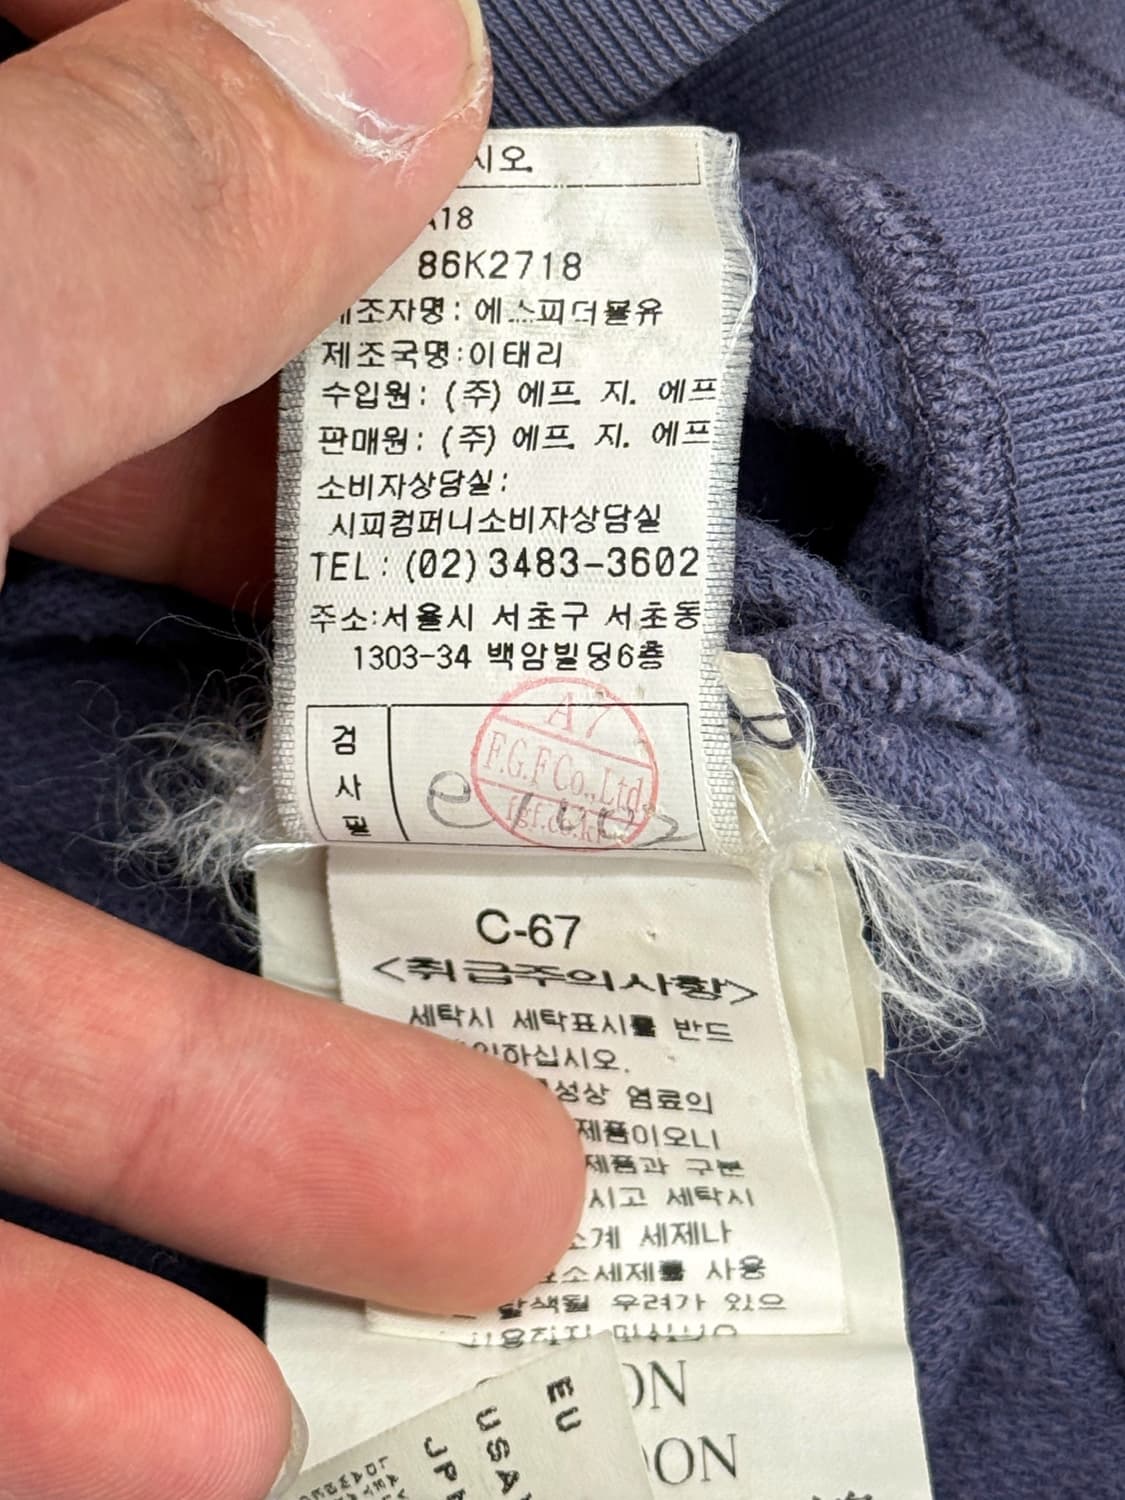 시오.
A18
86K2718
제조자명: 에스피더블유
제조국명:이태리
수입원: (주) 에프. 지. 에프
판매원: (주) 에프. 지. 에프
소비자상담실:
시피컴퍼니소비자상담실
TEL: (02) 3483-3602
주소:서울시 서초구 서초동
1303-34 백암빌딩6층
검사필
A 7
F.G.F Co.,Ltd
C-67
<취급주의사항>
세탁시 세탁표시를 반드
하십시오.
성상 염료의
제품이오니
제품과 구분
시고 세탁시
세제나
소세제를 사용
탈색될 우려가 있으
ON
ON
EU
USA
JP